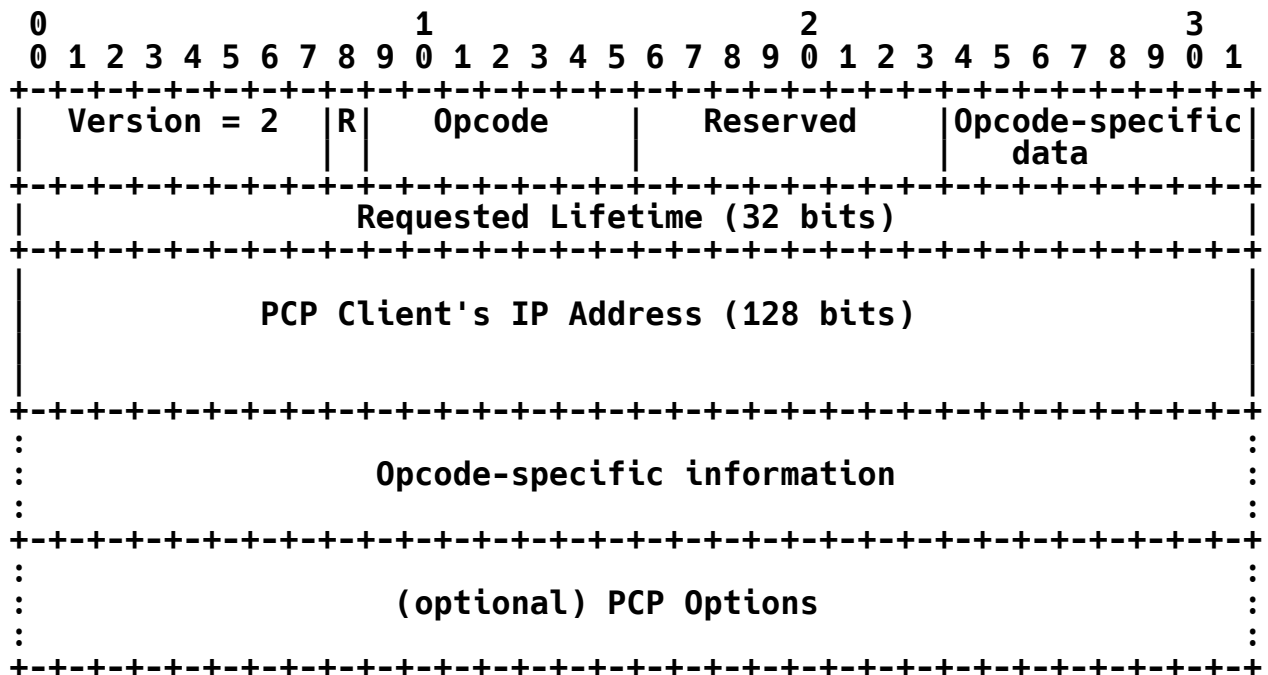 0                   1                   2                   3
 0 1 2 3 4 5 6 7 8 9 0 1 2 3 4 5 6 7 8 9 0 1 2 3 4 5 6 7 8 9 0 1
+-+-+-+-+-+-+-+-+-+-+-+-+-+-+-+-+-+-+-+-+-+-+-+-+-+-+-+-+-+-+-+-+
|  Version = 2  |R|   Opcode    |   Reserved    |Opcode-specific|
|               | |             |               |   data        |
+-+-+-+-+-+-+-+-+-+-+-+-+-+-+-+-+-+-+-+-+-+-+-+-+-+-+-+-+-+-+-+-+
|                 Requested Lifetime (32 bits)                  |
+-+-+-+-+-+-+-+-+-+-+-+-+-+-+-+-+-+-+-+-+-+-+-+-+-+-+-+-+-+-+-+-+
|                                                               |
|            PCP Client's IP Address (128 bits)                 |
|                                                               |
|                                                               |
+-+-+-+-+-+-+-+-+-+-+-+-+-+-+-+-+-+-+-+-+-+-+-+-+-+-+-+-+-+-+-+-+
:                                                               :
:                  Opcode-specific information                  :
:                                                               :
+-+-+-+-+-+-+-+-+-+-+-+-+-+-+-+-+-+-+-+-+-+-+-+-+-+-+-+-+-+-+-+-+
:                                                               :
:                   (optional) PCP Options                      :
:                                                               :
+-+-+-+-+-+-+-+-+-+-+-+-+-+-+-+-+-+-+-+-+-+-+-+-+-+-+-+-+-+-+-+-+